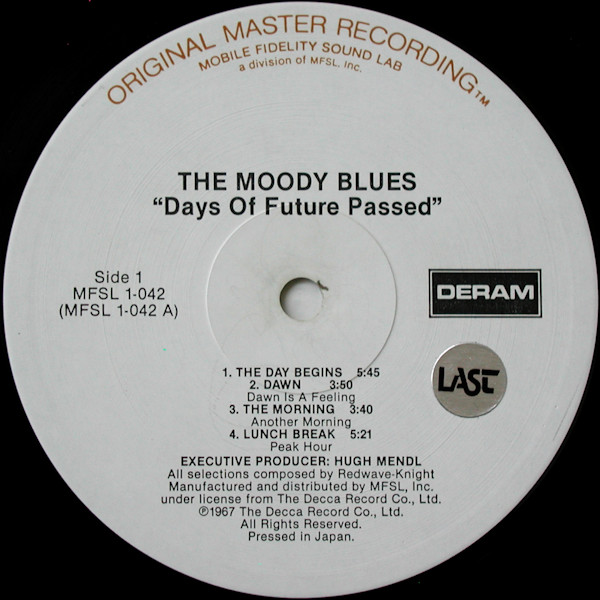 ORIGINAL MASTER RECORDING™
MOBILE FIDELITY SOUND LAB
a division of MFSL, Inc.
THE MOODY BLUES
“Days Of Future Passed”
Side 1
MFSL 1-042
(MFSL 1-042 A)
DERAM
LAST
1. THE DAY BEGINS 5:45
2. DAWN 3:50
Dawn Is A Feeling
3. THE MORNING 3:40
Another Morning
4. LUNCH BREAK 5:21
Peak Hour
EXECUTIVE PRODUCER: HUGH MENDL
All selections composed by Redwave-Knight
Manufactured and distributed by MFSL, Inc.
under license from The Decca Record Co., Ltd.
℗1967 The Decca Record Co., Ltd.
All Rights Reserved.
Pressed in Japan.